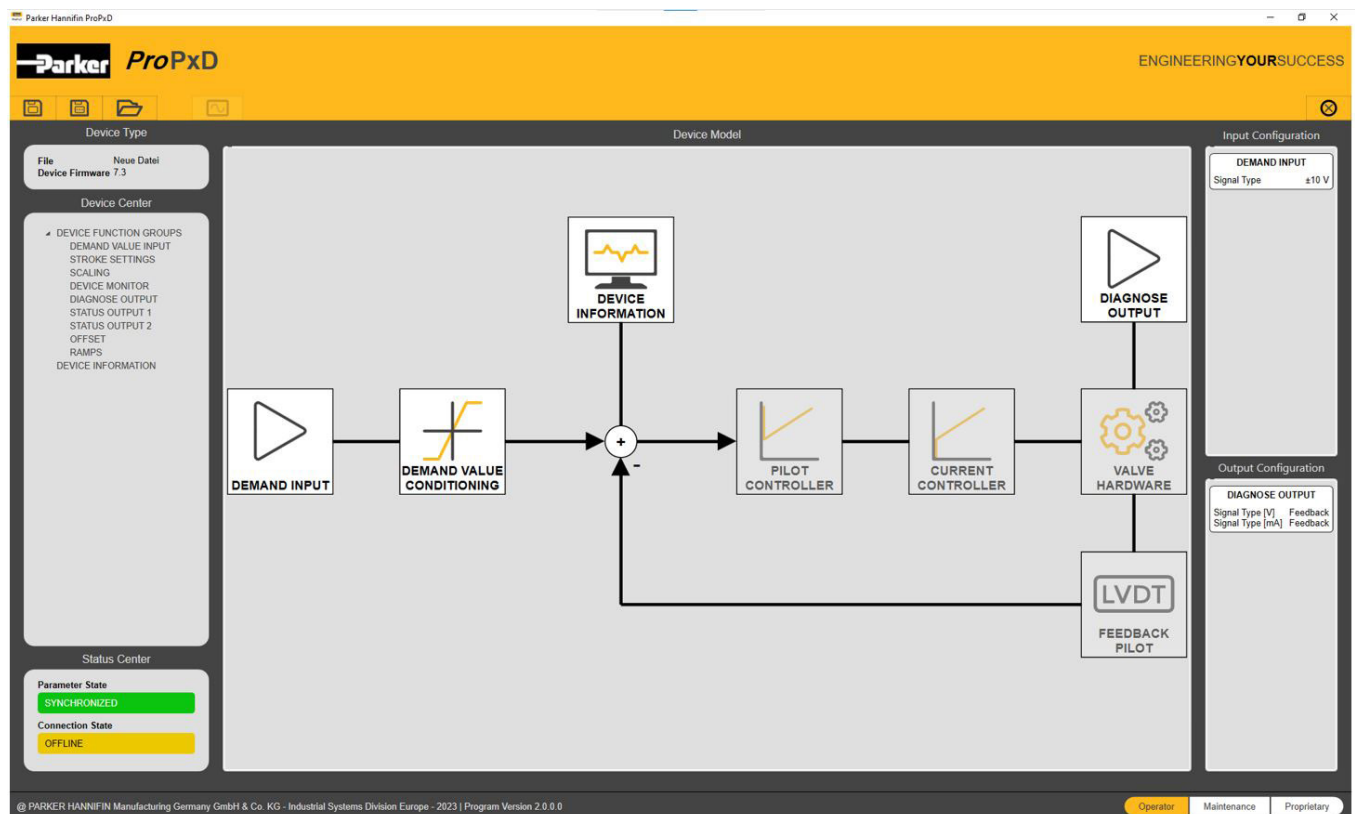 Parker Hannifin ProPxD
Parker ProPxD
ENGINEERINGYOURSUCCESS
Device Type
File Neue Datei
Device Firmware 7.3
Device Center
DEVICE FUNCTION GROUPS
DEMAND VALUE INPUT
STROKE SETTINGS
SCALING
DEVICE MONITOR
DIAGNOSE OUTPUT
STATUS OUTPUT 1
STATUS OUTPUT 2
OFFSET
RAMPS
DEVICE INFORMATION
Status Center
Parameter State
SYNCHRONIZED
Connection State
OFFLINE
Device Model
DEVICE
INFORMATION
DIAGNOSE
OUTPUT
DEMAND INPUT
DEMAND VALUE
CONDITIONING
+
-
PILOT
CONTROLLER
CURRENT
CONTROLLER
VALVE
HARDWARE
LVDT
FEEDBACK
PILOT
Input Configuration
DEMAND INPUT
Signal Type ±10 V
Output Configuration
DIAGNOSE OUTPUT
Signal Type [V] Feedback
Signal Type [mA] Feedback
@ PARKER HANNIFIN Manufacturing Germany GmbH & Co. KG - Industrial Systems Division Europe - 2023 | Program Version 2.0.0.0
Operator Maintenance Proprietary